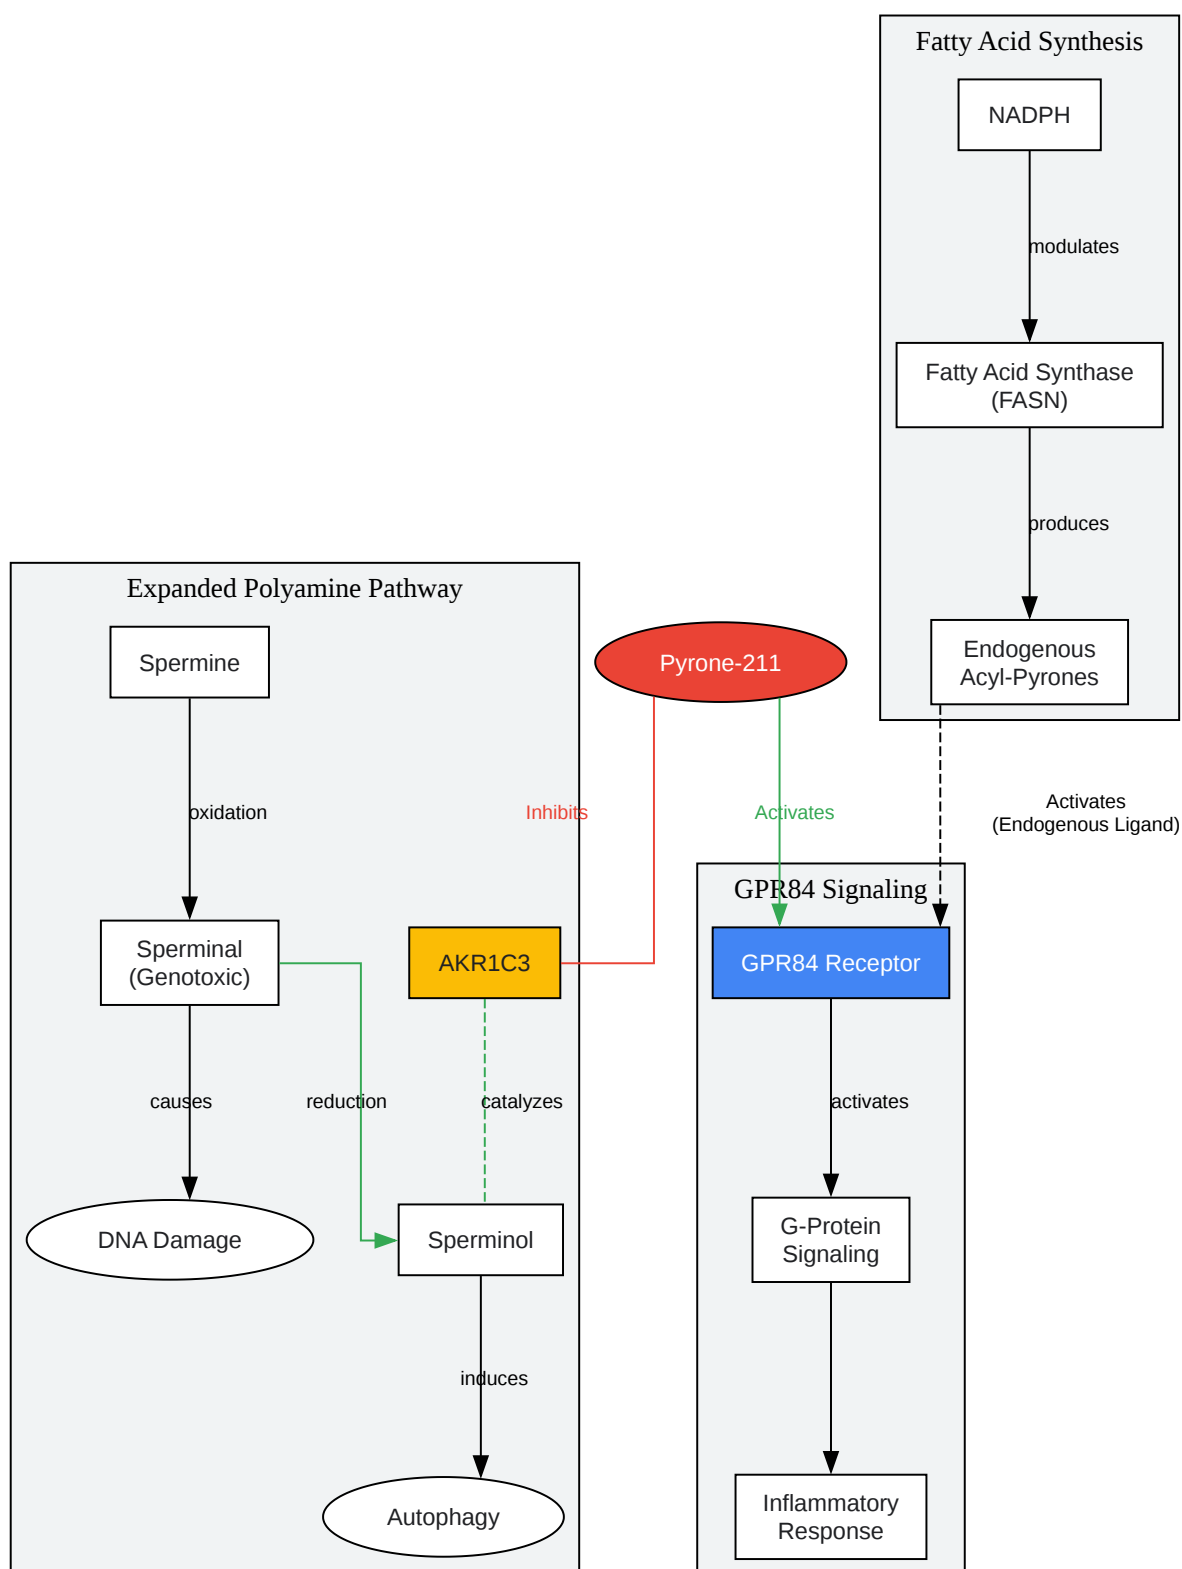 Fatty Acid Synthesis
NADPH
modulates
Fatty Acid Synthase
(FASN)
produces
Endogenous
Acyl-Pyrones
Activates
(Endogenous Ligand)
Expanded Polyamine Pathway
Spermine
oxidation
Sperminal
(Genotoxic)
causes
DNA Damage
reduction
AKR1C3
catalyzes
Sperminol
induces
Autophagy
Pyrone-211
Inhibits
Activates
GPR84 Signaling
GPR84 Receptor
activates
G-Protein
Signaling
Inflammatory
Response